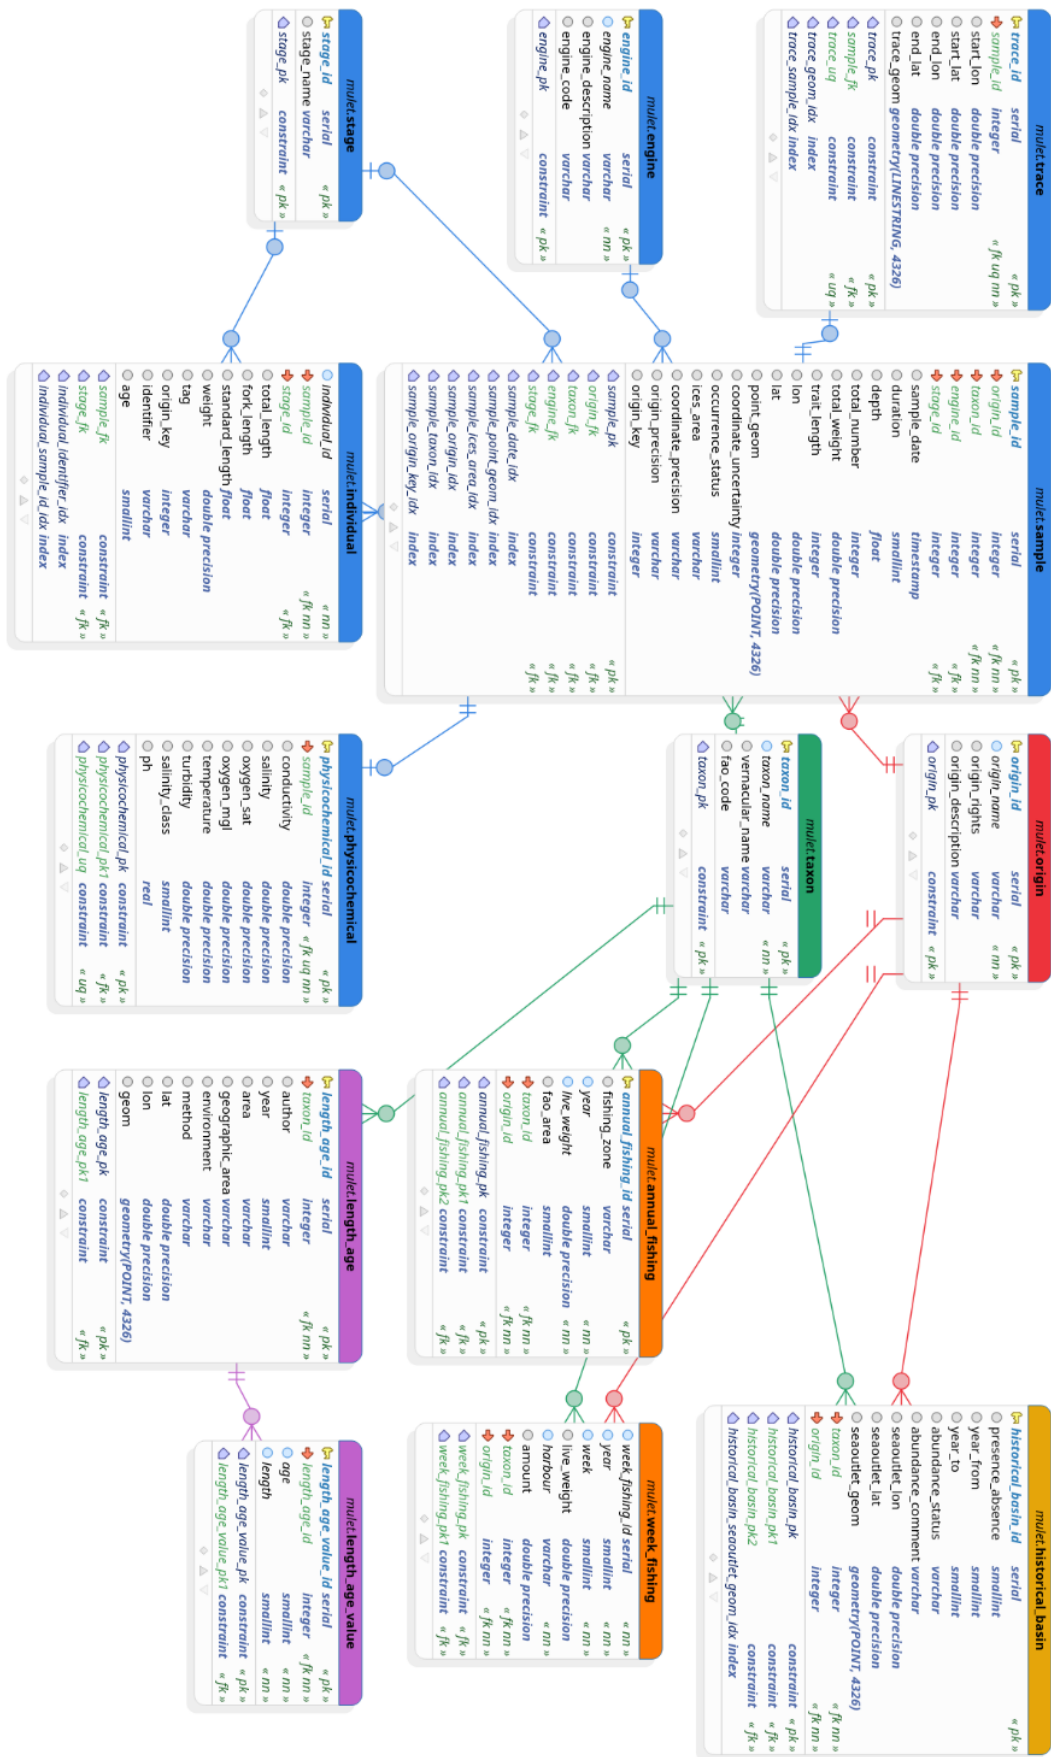 mulet.trace
trace_id serial « pk »
sample_id integer « fk uq nn »
start_lon double precision
start_lat double precision
end_lon double precision
end_lat double precision
trace_geom geometry(LINESTRING, 4326)
trace_pk constraint « pk »
sample_fk constraint « fk »
trace_uq constraint « uq »
trace_geom_idx index
trace_sample_idx index
mulet.sample
sample_id serial « pk »
origin_id integer « fk nn »
taxon_id integer « fk nn »
engine_id integer « fk »
stage_id integer « fk »
sample_date timestamp
duration smallint
depth float
total_number integer
total_weight double precision
trait_length integer
lon double precision
lat double precision
point_geom geometry(POINT, 4326)
coordinate_uncertainty integer
occurrence_status smallint
ices_area varchar
coordinate_precision varchar
origin_precision varchar
origin_key integer
sample_pk constraint « pk »
origin_fk constraint « fk »
taxon_fk constraint « fk »
engine_fk constraint « fk »
stage_fk constraint « fk »
sample_date_idx index
sample_point_geom_idx index
sample_ices_area_idx index
sample_origin_idx index
sample_taxon_idx index
sample_origin_key_idx index
mulet.origin
origin_id serial « pk »
origin_name varchar « nn »
origin_rights varchar
origin_description varchar
origin_pk constraint « pk »
mulet.historical_basin
historical_basin_id serial « pk »
presence_absence smallint
year_from smallint
year_to smallint
abundance_status varchar
abundance_comment varchar
seaoutlet_lon double precision
seaoutlet_lat double precision
seaoutlet_geom geometry(POINT, 4326)
taxon_id integer « fk nn »
origin_id integer « fk nn »
historical_basin_pk constraint « pk »
historical_basin_pk1 constraint « fk »
historical_basin_pk2 constraint « fk »
historical_basin_seaoutlet_geom_idx index
mulet.engine
engine_id serial « pk »
engine_name varchar « nn »
engine_description varchar
engine_code varchar
engine_pk constraint « pk »
mulet.taxon
taxon_id serial « pk »
taxon_name varchar « nn »
vernacular_name varchar
fao_code varchar
taxon_pk constraint « pk »
mulet.annual_fishing
annual_fishing_id serial « pk »
fishing_zone varchar
year smallint « nn »
live_weight double precision « nn »
fao_area smallint
taxon_id integer « fk nn »
origin_id integer « fk nn »
annual_fishing_pk constraint « pk »
annual_fishing_pk1 constraint « fk »
annual_fishing_pk2 constraint « fk »
mulet.week_fishing
week_fishing_id serial « nn »
year smallint « nn »
week smallint « nn »
live_weight double precision
harbour varchar « nn »
amount double precision
taxon_id integer « fk nn »
origin_id integer « fk nn »
week_fishing_pk constraint « fk »
week_fishing_pk1 constraint « fk »
mulet.stage
stage_id serial « pk »
stage_name varchar
stage_pk constraint « pk »
mulet.individual
individual_id serial « nn »
sample_id integer « fk nn »
stage_id integer « fk »
total_length float
fork_length float
standard_length float
weight double precision
tag varchar
origin_key integer
identifier varchar
age smallint
sample_fk constraint « fk »
stage_fk constraint « fk »
individual_identifier_idx index
individual_sample_id_idx index
mulet.physicochemical
physicochemical_id serial « pk »
sample_id integer « fk uq nn »
conductivity double precision
salinity double precision
oxygen_sat double precision
oxygen_mgl double precision
temperature double precision
turbidity double precision
salinity_class smallint
ph real
physicochemical_pk constraint « pk »
physicochemical_pk1 constraint « fk »
physicochemical_uq constraint « uq »
mulet.length_age
length_age_id serial « pk »
taxon_id integer « fk nn »
author varchar
year smallint
area varchar
geographic_area varchar
environment varchar
method varchar
lat double precision
lon double precision
geom geometry(POINT, 4326)
length_age_pk constraint « pk »
length_age_pk1 constraint « fk »
mulet.length_age_value
length_age_value_id serial « pk »
length_age_id integer « fk nn »
age smallint « nn »
length smallint « nn »
length_age_value_pk constraint « pk »
length_age_value_pk1 constraint « fk »